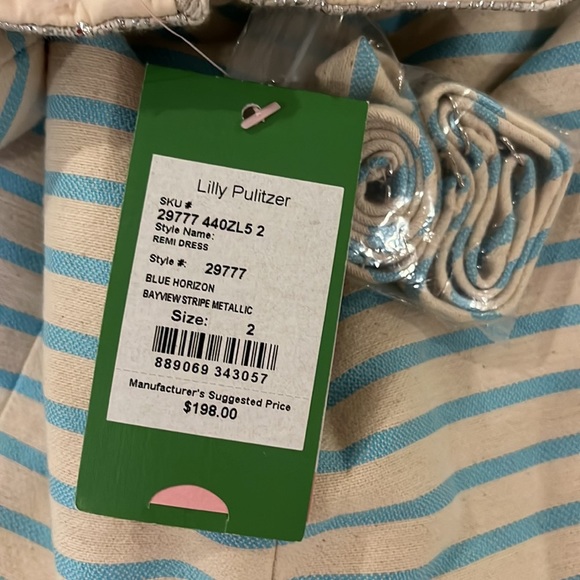 Lilly Pulitzer
SKU #
29777 440ZL5 2
Style Name:
REMI DRESS
Style #: 29777
BLUE HORIZON
BAYVIEW STRIPE METALLIC
Size: 2
889069 343057
Manufacturer's Suggested Price
$198.00